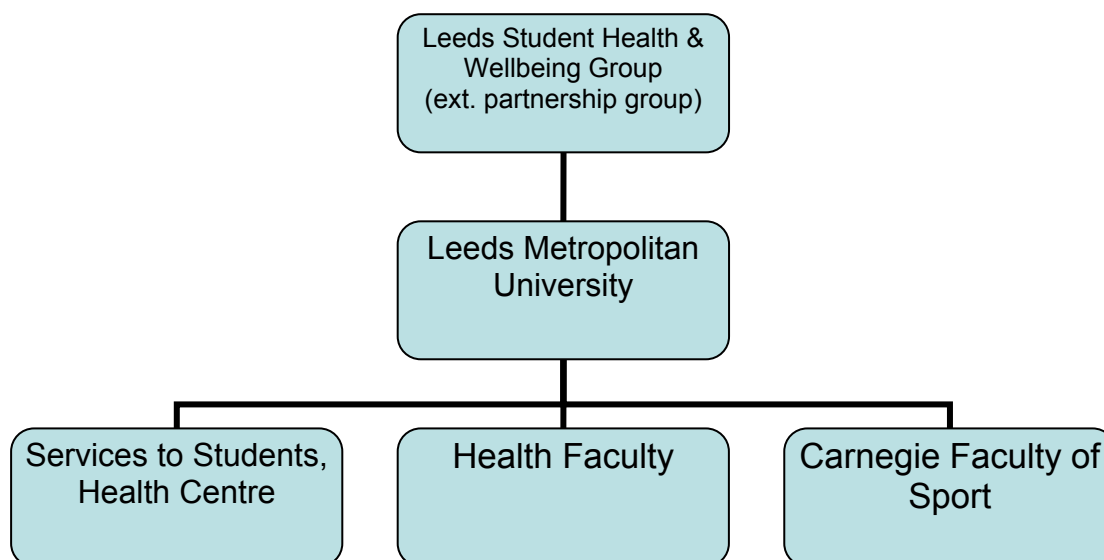 Leeds Student Health &
Wellbeing Group
(ext. partnership group)
Leeds Metropolitan
University
Services to Students,
Health Centre
Health Faculty
Carnegie Faculty of
Sport